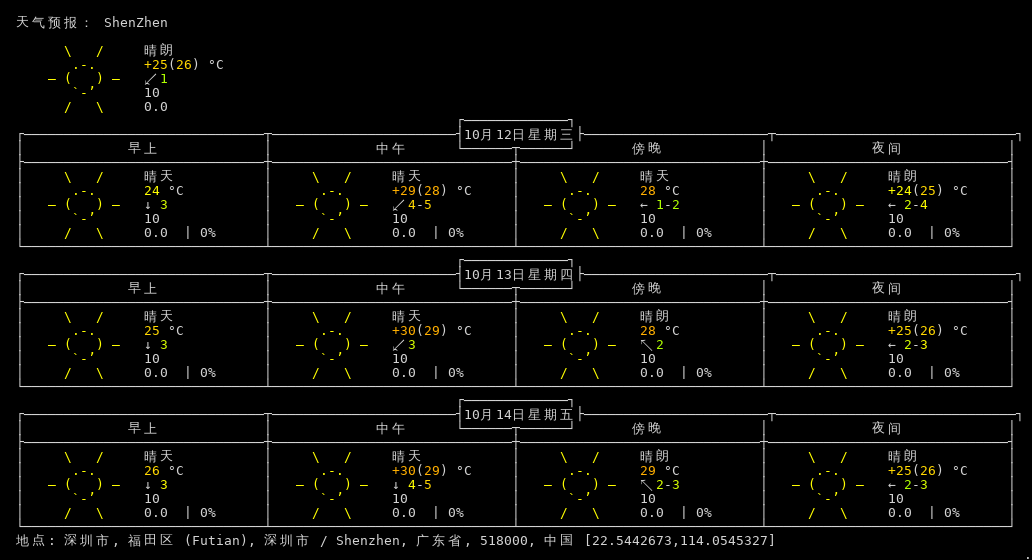 天气预报： ShenZhen
晴朗
+25(26) °C
↙ 1
10
0.0
10月12日星期三
早上 中午 傍晚 夜间
晴天 晴天 晴天 晴朗
24 °C +29(28) °C 28 °C +24(25) °C
↓ 3 ↙ 4-5 ← 1-2 ← 2-4
10 10 10 10
0.0 | 0% 0.0 | 0% 0.0 | 0% 0.0 | 0%
10月13日星期四
早上 中午 傍晚 夜间
晴天 晴天 晴朗 晴朗
25 °C +30(29) °C 28 °C +25(26) °C
↓ 3 ↙ 3 ↖ 2 ← 2-3
10 10 10 10
0.0 | 0% 0.0 | 0% 0.0 | 0% 0.0 | 0%
10月14日星期五
早上 中午 傍晚 夜间
晴天 晴天 晴朗 晴朗
26 °C +30(29) °C 29 °C +25(26) °C
↓ 3 ↓ 4-5 ↖ 2-3 ← 2-3
10 10 10 10
0.0 | 0% 0.0 | 0% 0.0 | 0% 0.0 | 0%
地点: 深圳市, 福田区 (Futian), 深圳市 / Shenzhen, 广东省, 518000, 中国 [22.5442673,114.0545327]